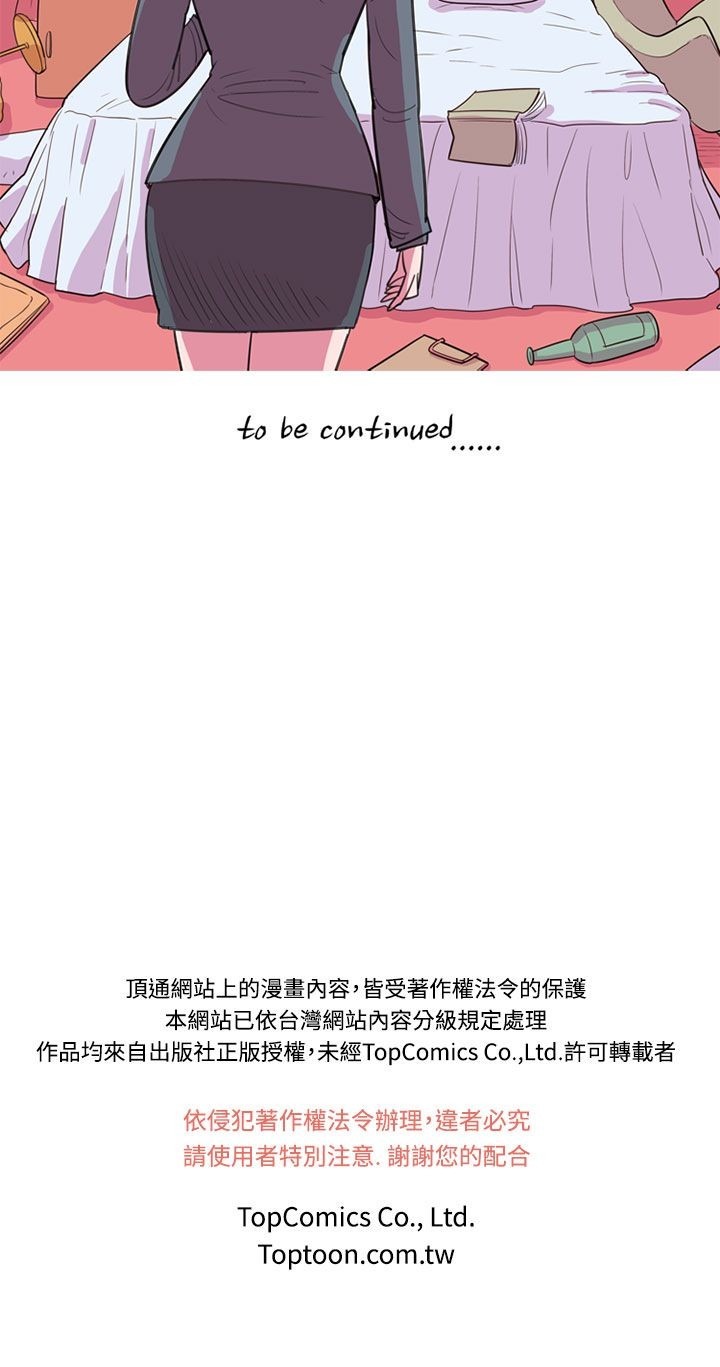 to be continued......
頂通網站上的漫畫內容，皆受著作權法令的保護
本網站已依台灣網站內容分級規定處理
作品均來自出版社正版授權，未經TopComics Co.,Ltd.許可轉載者
依侵犯著作權法令辦理，違者必究
請使用者特別注意. 謝謝您的配合
TopComics Co., Ltd.
Toptoon.com.tw